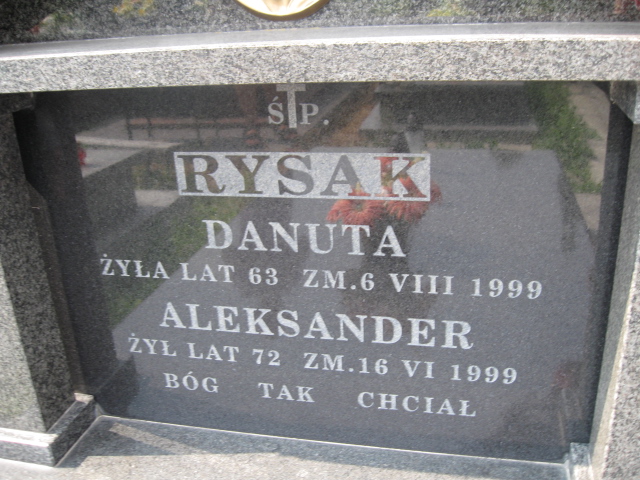 Ś†P.
RYSAK
DANUTA
ŻYŁA LAT 63 ZM.6 VIII 1999
ALEKSANDER
ŻYŁ LAT 72 ZM.16 VI 1999
BÓG TAK CHCIAŁ